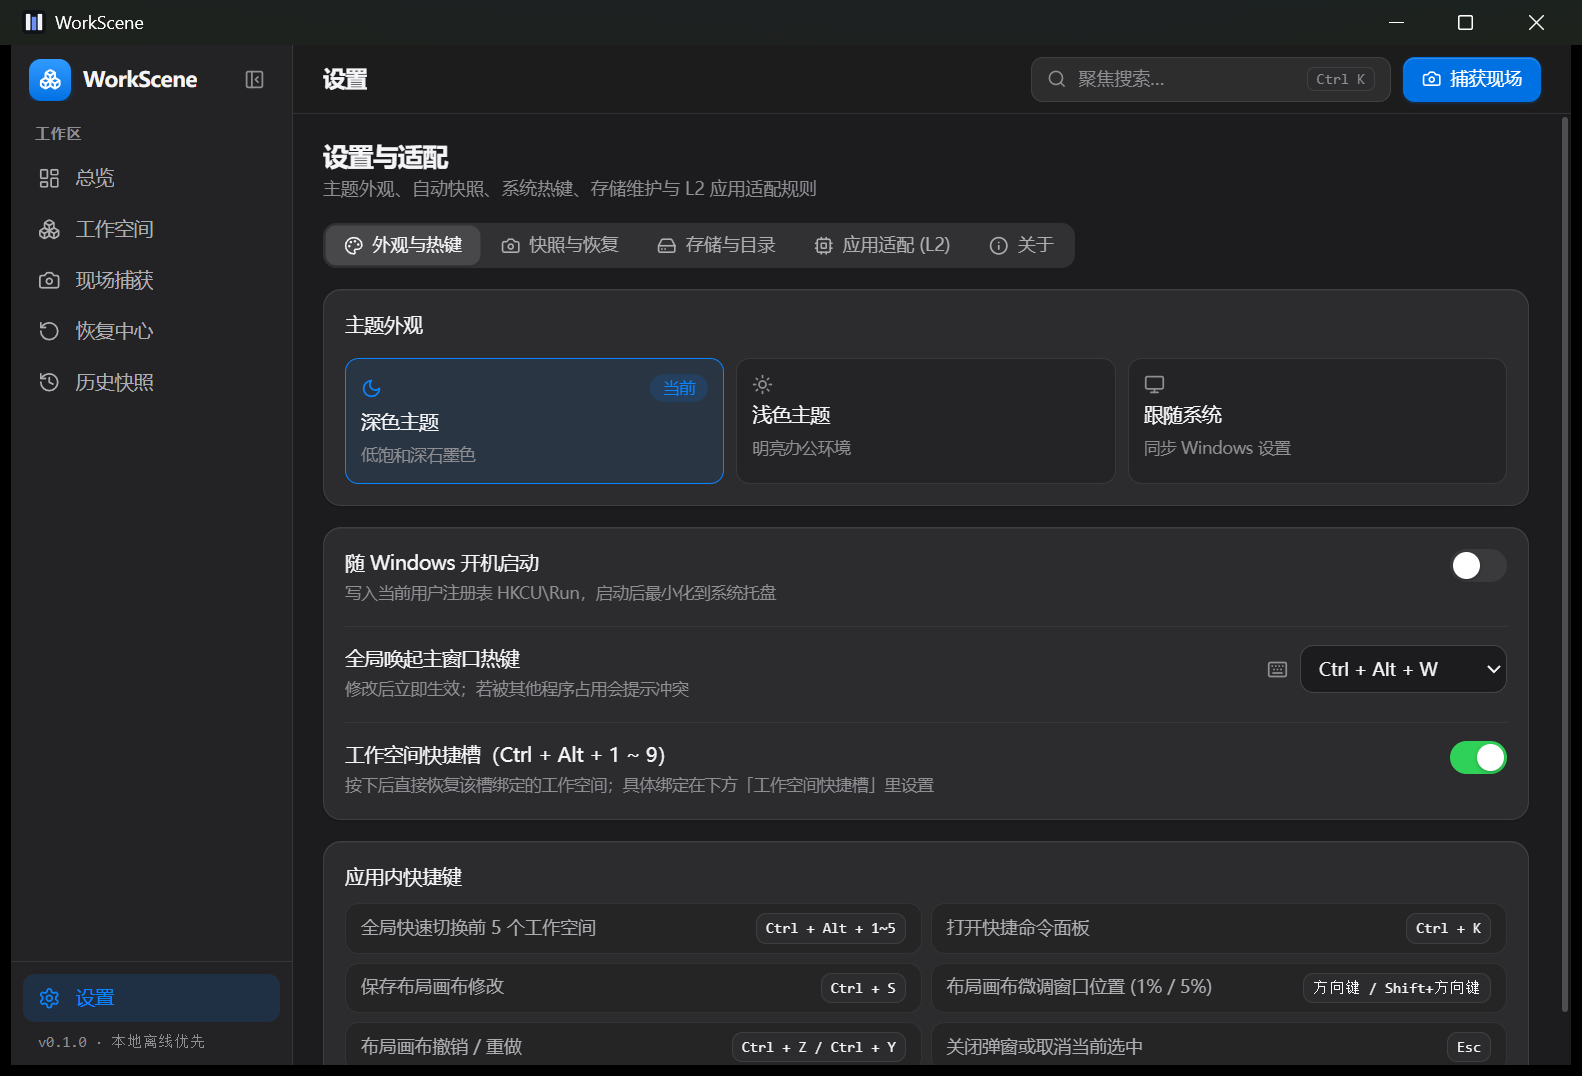 WorkScene
WorkScene
设置
聚焦搜索...
Ctrl K
捕获现场
工作区
总览
工作空间
现场捕获
恢复中心
历史快照
设置
v0.1.0 · 本地离线优先
设置与适配
主题外观、自动快照、系统热键、存储维护与 L2 应用适配规则
外观与热键
快照与恢复
存储与目录
应用适配 (L2)
关于
主题外观
当前
深色主题
低饱和深石墨色
浅色主题
明亮办公环境
跟随系统
同步 Windows 设置
随 Windows 开机启动
写入当前用户注册表 HKCU\Run，启动后最小化到系统托盘
全局唤起主窗口热键
修改后立即生效；若被其他程序占用会提示冲突
Ctrl + Alt + W
工作空间快捷槽（Ctrl + Alt + 1 ~ 9）
按下后直接恢复该槽绑定的工作空间；具体绑定在下方「工作空间快捷槽」里设置
应用内快捷键
全局快速切换前 5 个工作空间
Ctrl + Alt + 1~5
打开快捷命令面板
Ctrl + K
保存布局画布修改
Ctrl + S
布局画布微调窗口位置 (1% / 5%)
方向键 / Shift+方向键
布局画布撤销 / 重做
Ctrl + Z / Ctrl + Y
关闭弹窗或取消当前选中
Esc